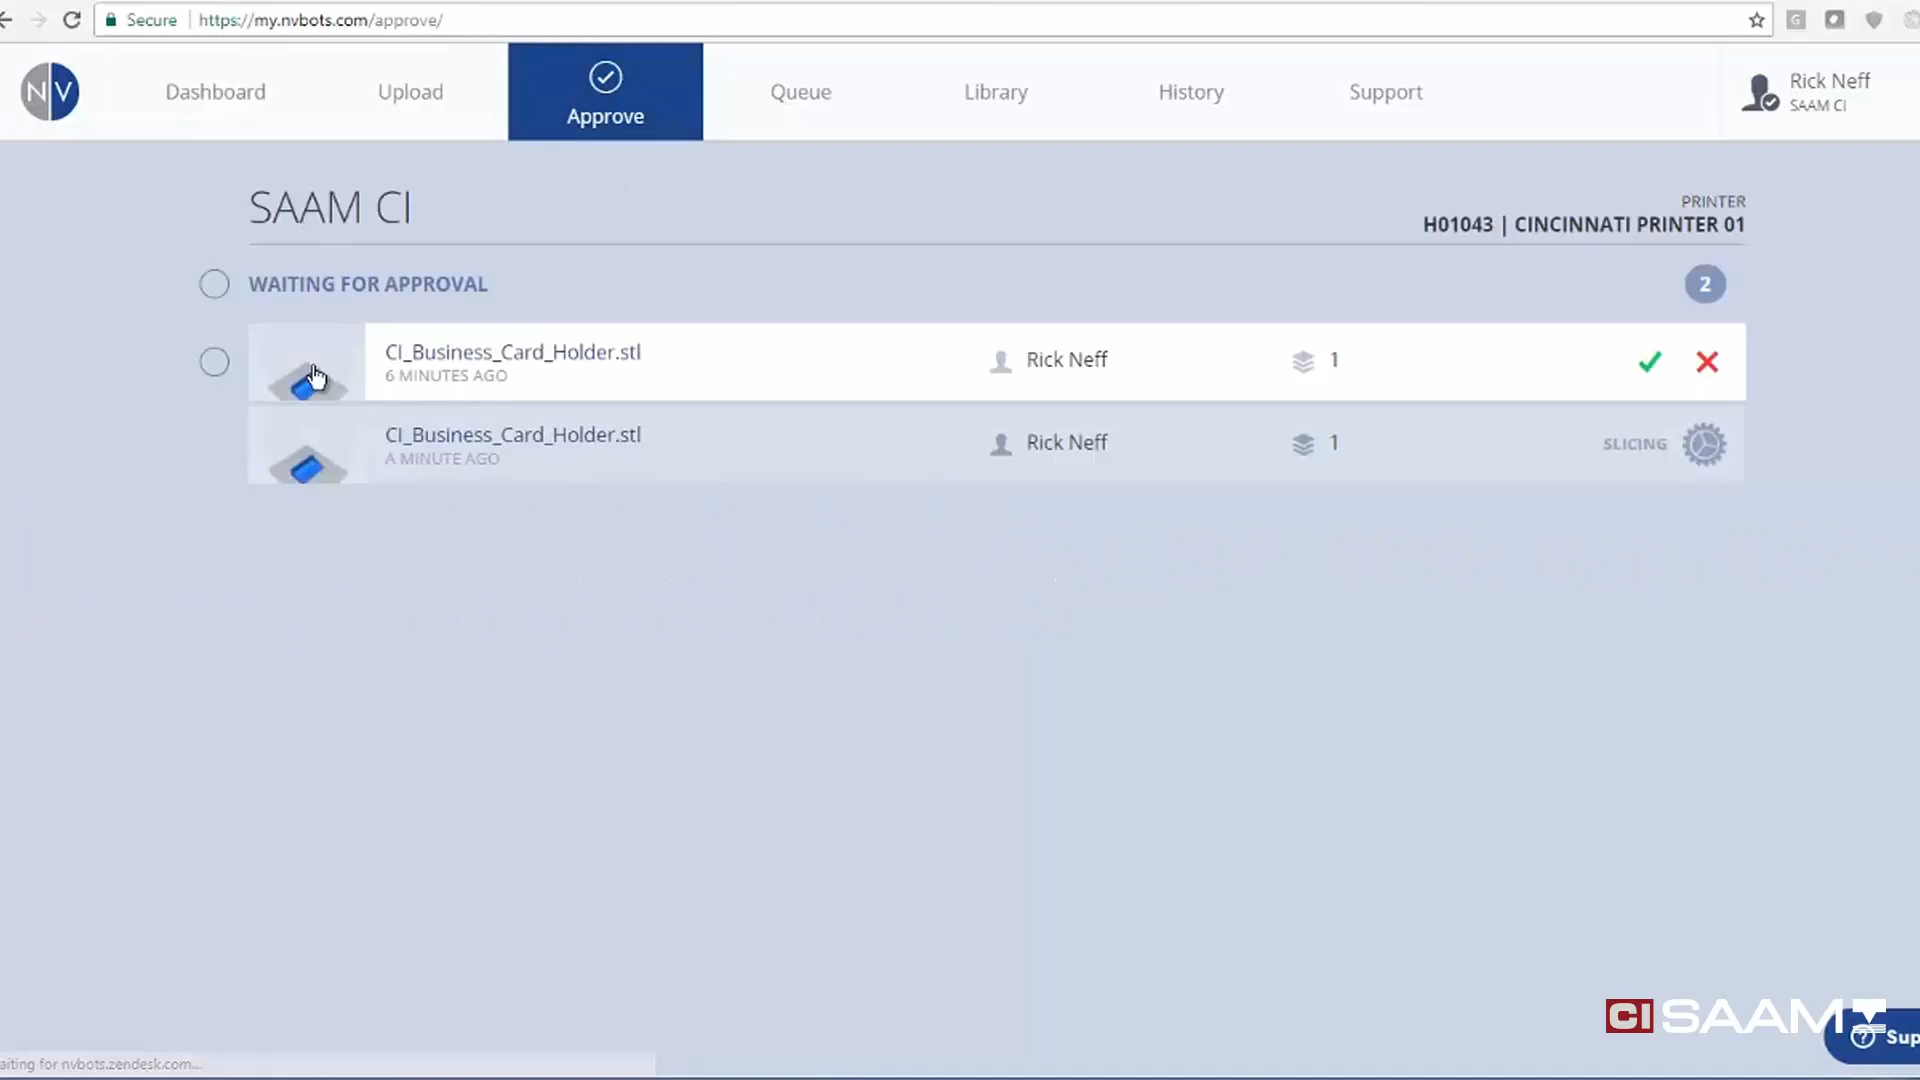 Secure https://my.nvbots.com/approve/
NV Dashboard Upload Approve Queue Library History Support Rick Neff
SAAM CI
SAAM CI
PRINTER
H01043 | CINCINNATI PRINTER 01
WAITING FOR APPROVAL 2
CI_Business_Card_Holder.stl Rick Neff 1
6 MINUTES AGO
CI_Business_Card_Holder.stl Rick Neff 1 SLICING
A MINUTE AGO
CI SAAM
Sup
aiting for nvbots.zendesk.com...